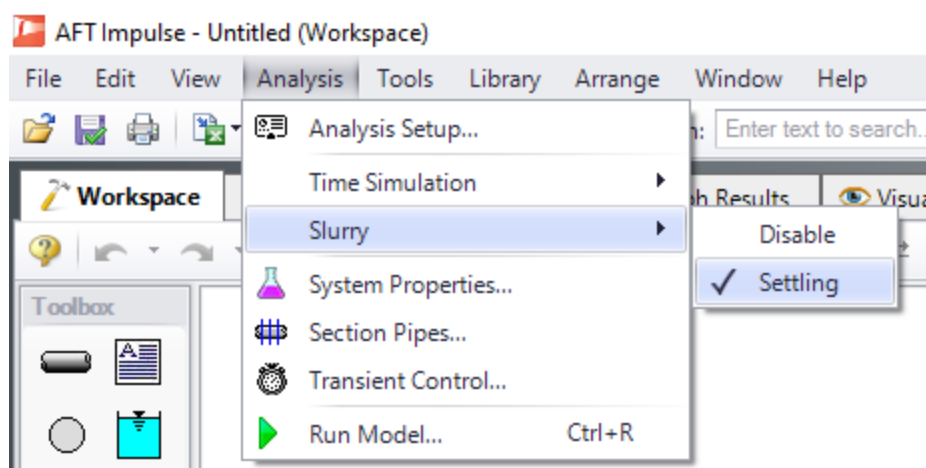 AFT Impulse - Untitled (Workspace)
File Edit View Analysis Tools Library Arrange Window Help
Analysis Setup...
Enter text to search...
Time Simulation
Workspace
Results
Slurry
Disable
Settling
System Properties...
Toolbox
Section Pipes...
A
Transient Control...
Run Model... Ctrl+R